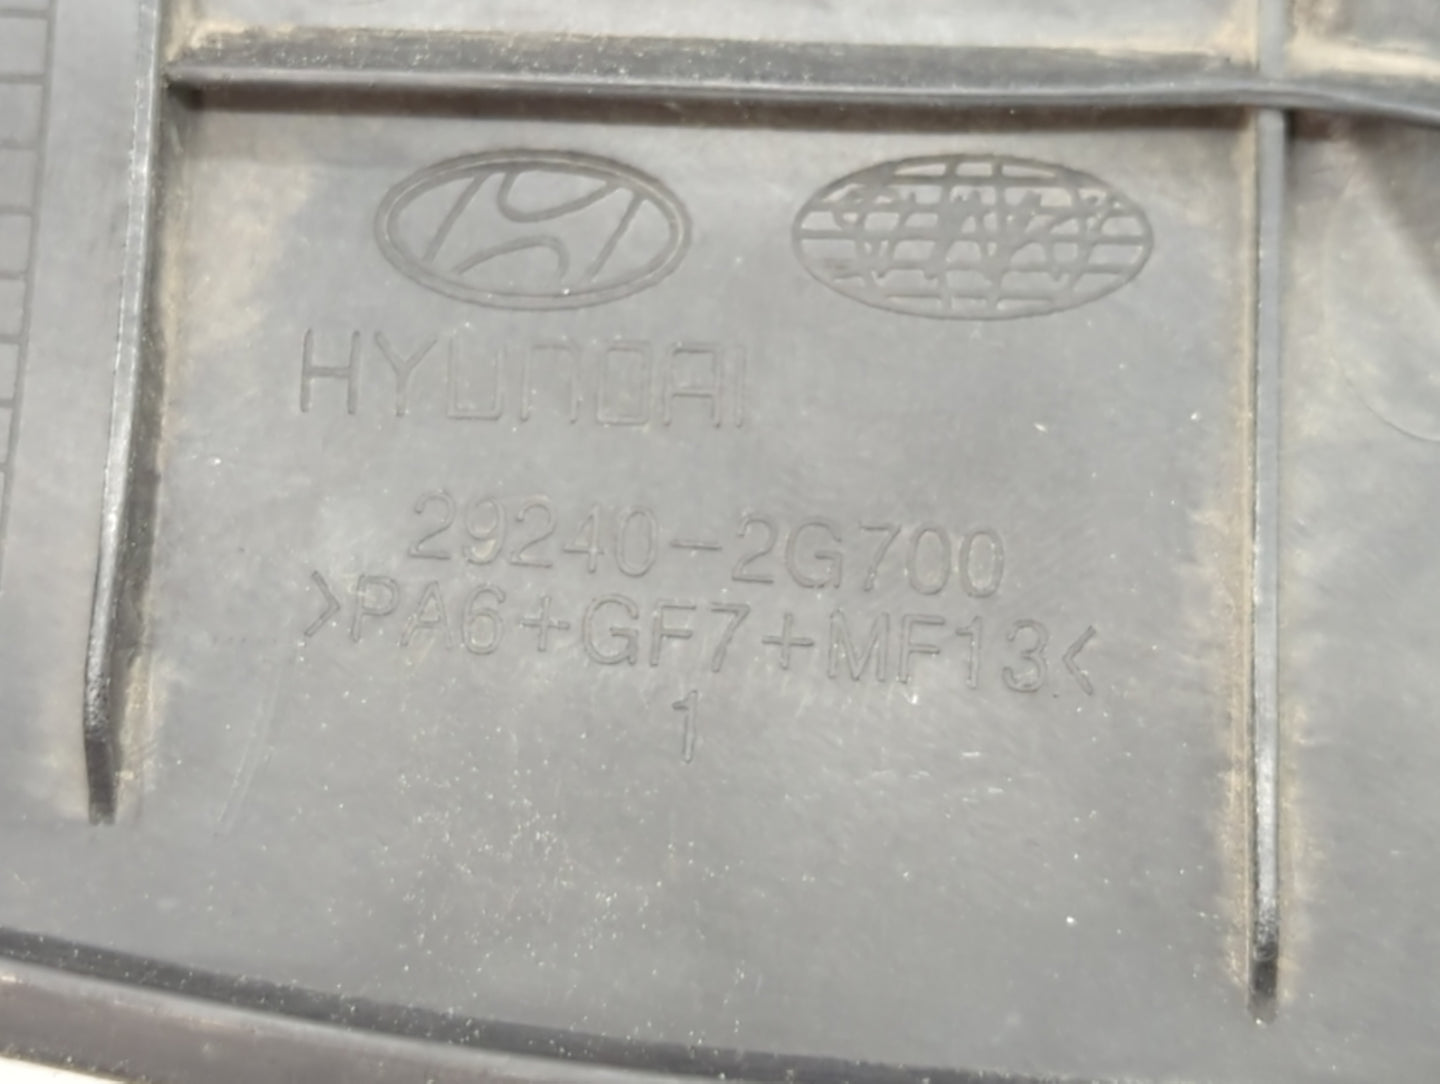 HYUNDAI
29240-2G700
>PA6+GF7+MF13<
1